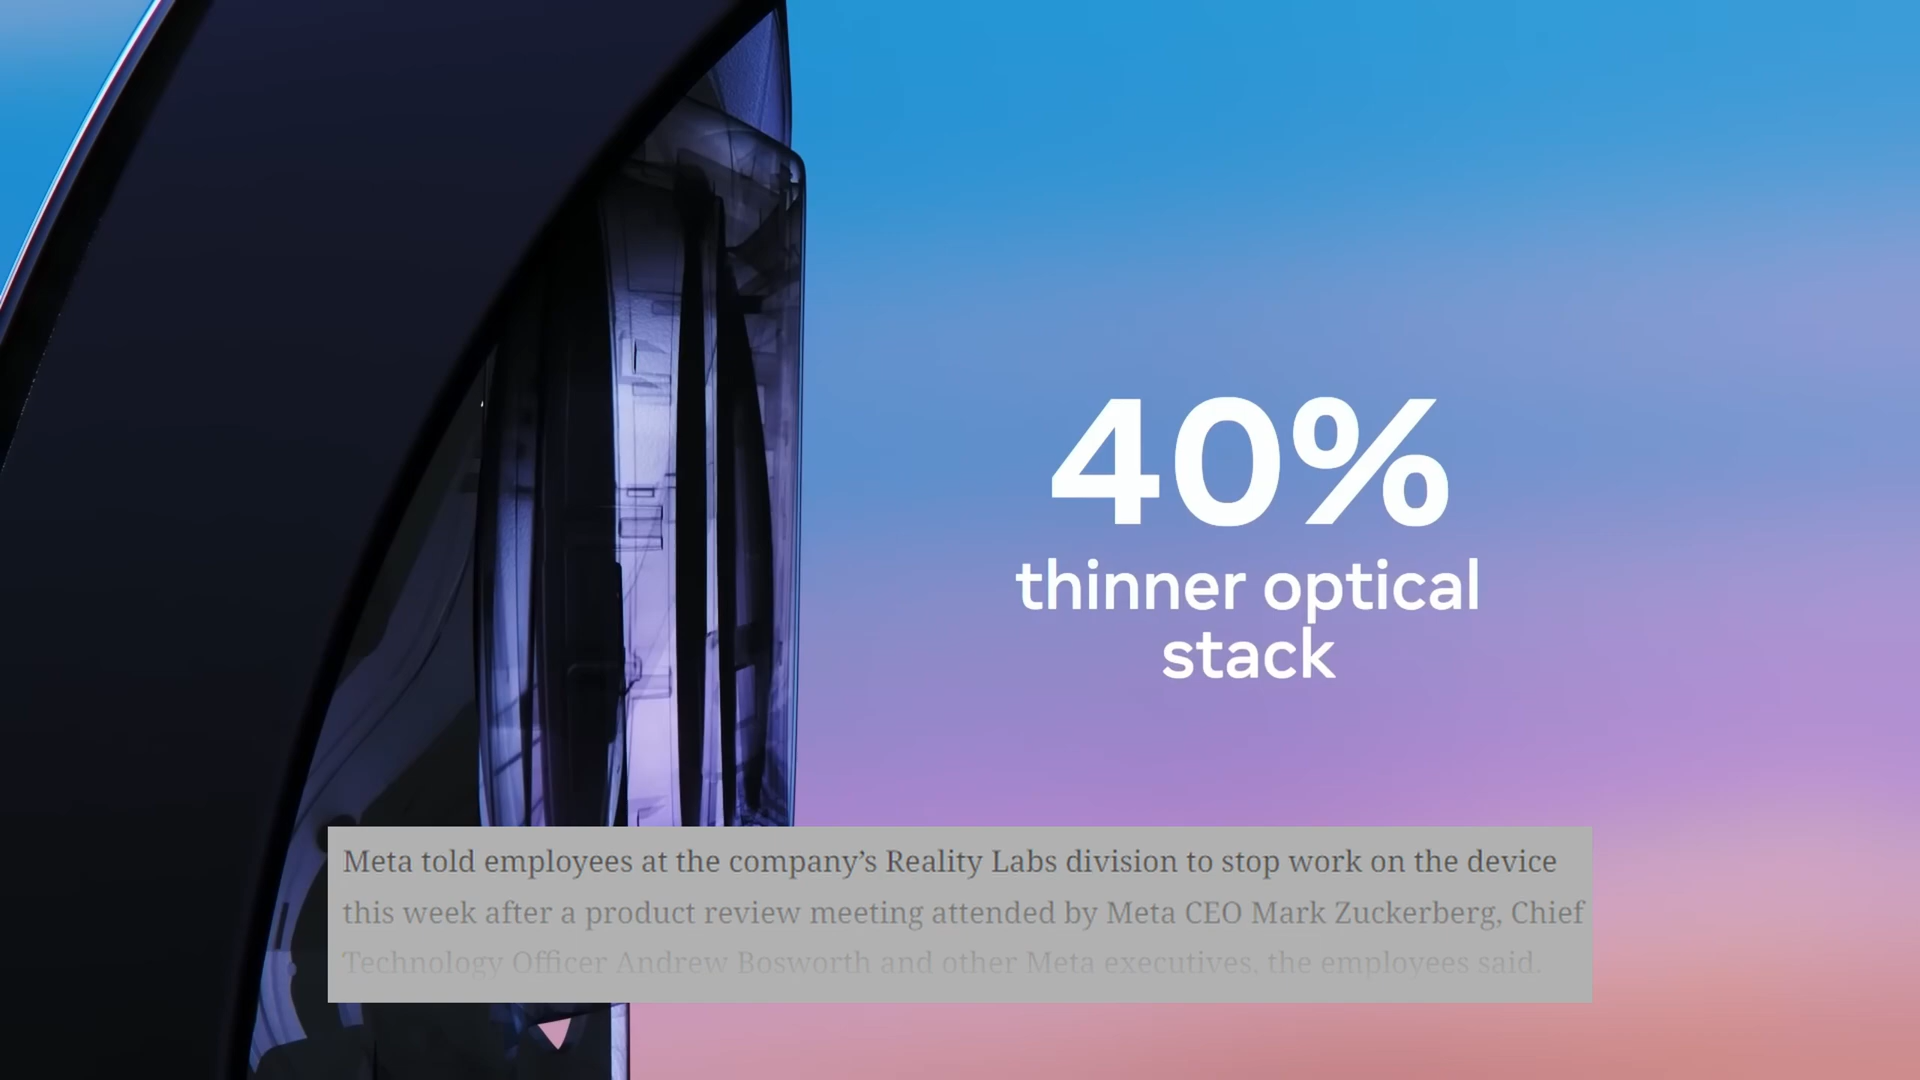 40%
thinner optical
stack
Meta told employees at the company’s Reality Labs division to stop work on the device
this week after a product review meeting attended by Meta CEO Mark Zuckerberg, Chief
Technology Officer Andrew Bosworth and other Meta executives, the employees said.